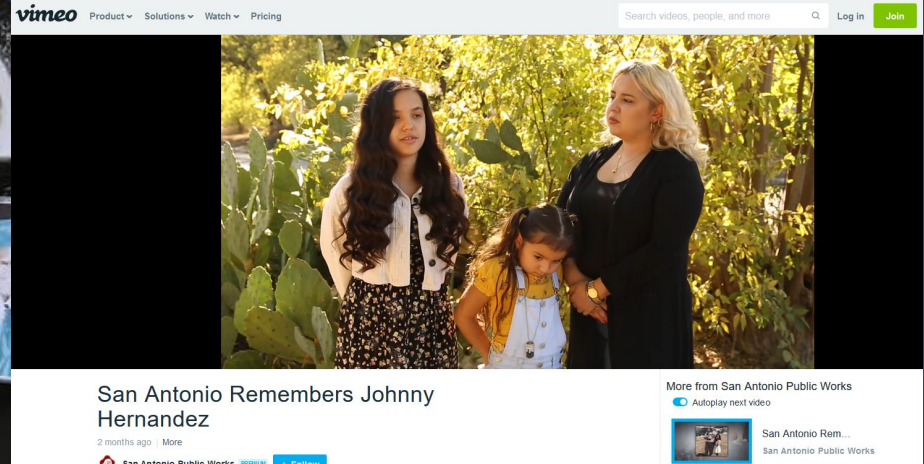 vimeo Product Solutions Watch Pricing Search videos, people, and more Log in Join
San Antonio Remembers Johnny
Hernandez
2 months ago | More
San Antonio Public Works PREMIUM + Follow
More from San Antonio Public Works
Autoplay next video
San Antonio Rem...
San Antonio Public Works